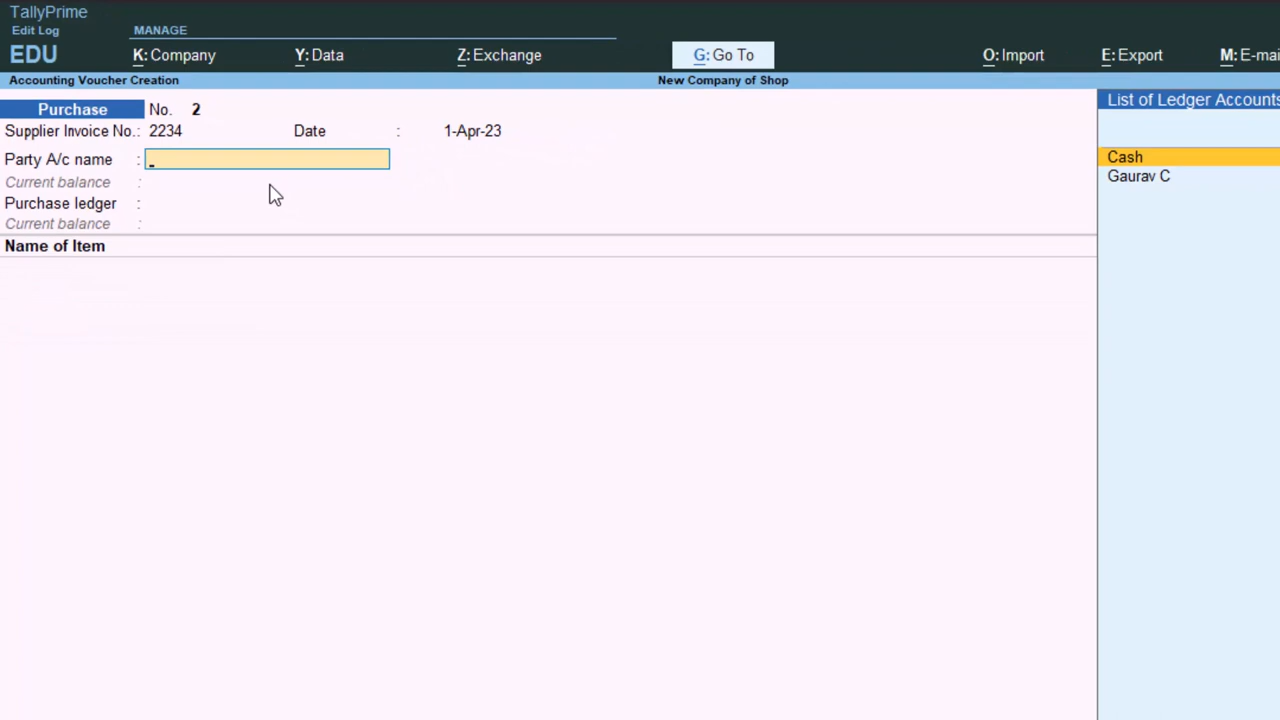 TallyPrime
Edit Log
EDU
MANAGE
K: Company
Y: Data
Z: Exchange
G: Go To
O: Import
E: Export
M: E-mai
Accounting Voucher Creation
New Company of Shop
Purchase No. 2
Supplier Invoice No.: 2234 Date : 1-Apr-23
Party A/c name :
Current balance :
Purchase ledger :
Current balance :
Name of Item
List of Ledger Accounts
Cash
Gaurav C